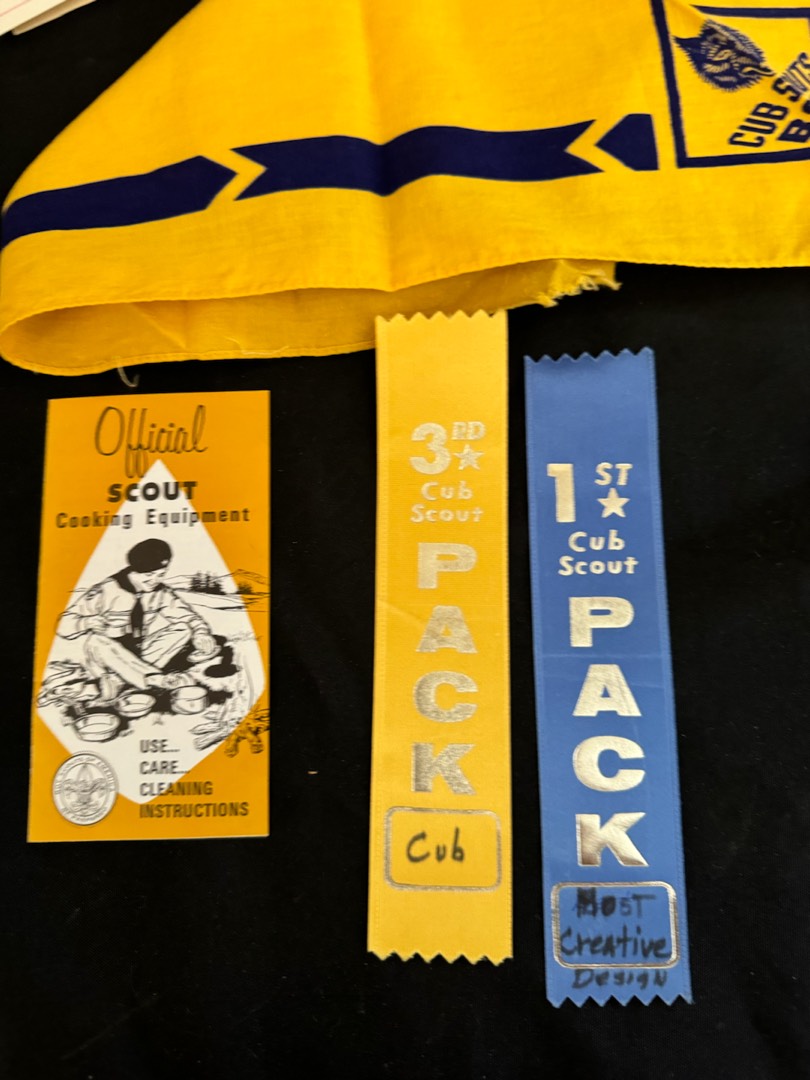 CUB
Official
SCOUT
Cooking Equipment
USE...
CARE...
CLEANING
INSTRUCTIONS
3RD
Cub
Scout
PACK
Cub
1ST
Cub
Scout
PACK
MOST
Creative
Design